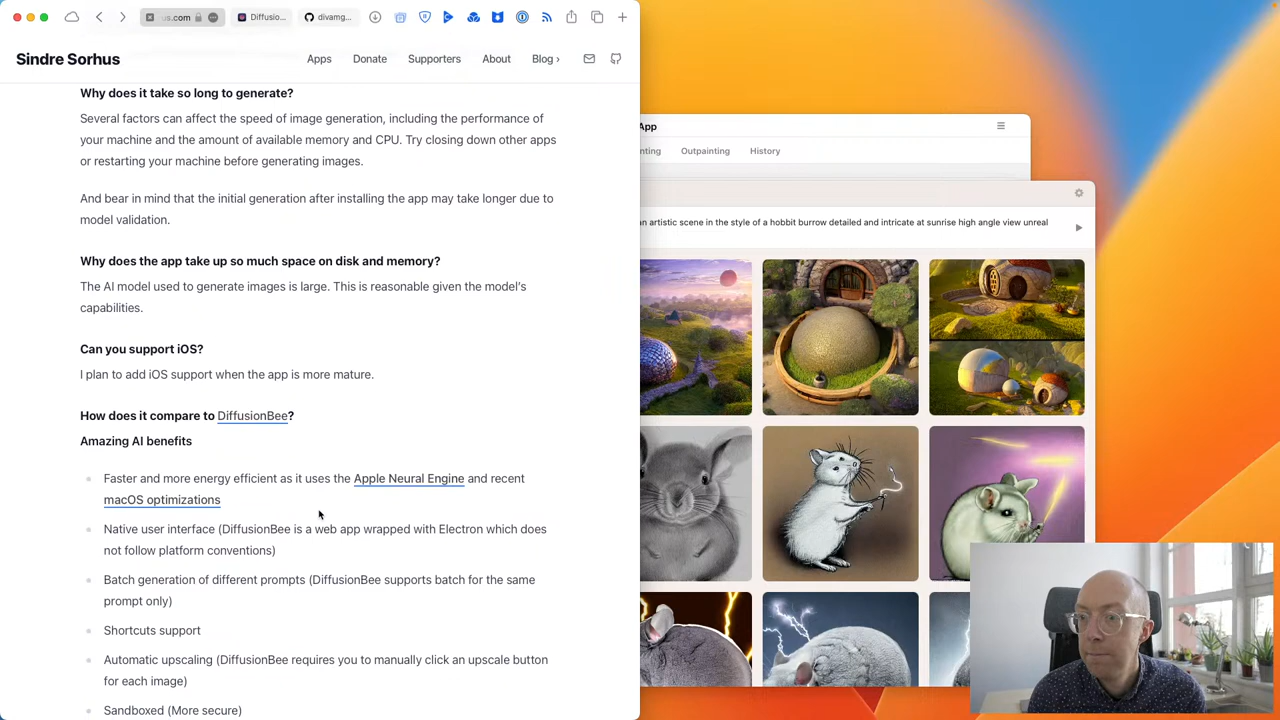 us.com
Diffusio...
divamg...
Sindre Sorhus
Apps
Donate
Supporters
About
Blog ›
Why does it take so long to generate?
Several factors can affect the speed of image generation, including the performance of
your machine and the amount of available memory and CPU. Try closing down other apps
or restarting your machine before generating images.
And bear in mind that the initial generation after installing the app may take longer due to
model validation.
Why does the app take up so much space on disk and memory?
The AI model used to generate images is large. This is reasonable given the model's
capabilities.
Can you support iOS?
I plan to add iOS support when the app is more mature.
How does it compare to DiffusionBee?
Amazing AI benefits
Faster and more energy efficient as it uses the Apple Neural Engine and recent
macOS optimizations
Native user interface (DiffusionBee is a web app wrapped with Electron which does
not follow platform conventions)
Batch generation of different prompts (DiffusionBee supports batch for the same
prompt only)
Shortcuts support
Automatic upscaling (DiffusionBee requires you to manually click an upscale button
for each image)
Sandboxed (More secure)
App
nting
Outpainting
History
n artistic scene in the style of a hobbit burrow detailed and intricate at sunrise high angle view unreal